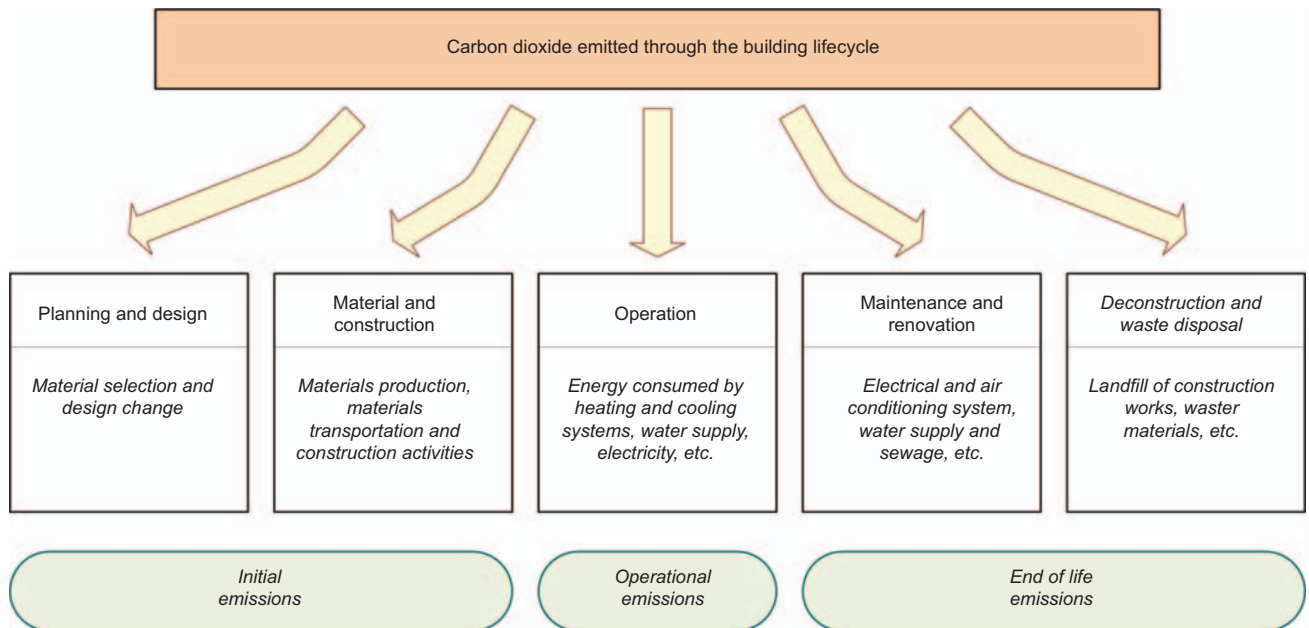 Carbon dioxide emitted through the building lifecycle
Planning and design
Material selection and
design change
Material and
construction
Materials production,
materials
transportation and
construction activities
Operation
Energy consumed by
heating and cooling
systems, water supply,
electricity, etc.
Maintenance and
renovation
Electrical and air
conditioning system,
water supply and
sewage, etc.
Deconstruction and
waste disposal
Landfill of construction
works, waster
materials, etc.
Initial
emissions
Operational
emissions
End of life
emissions